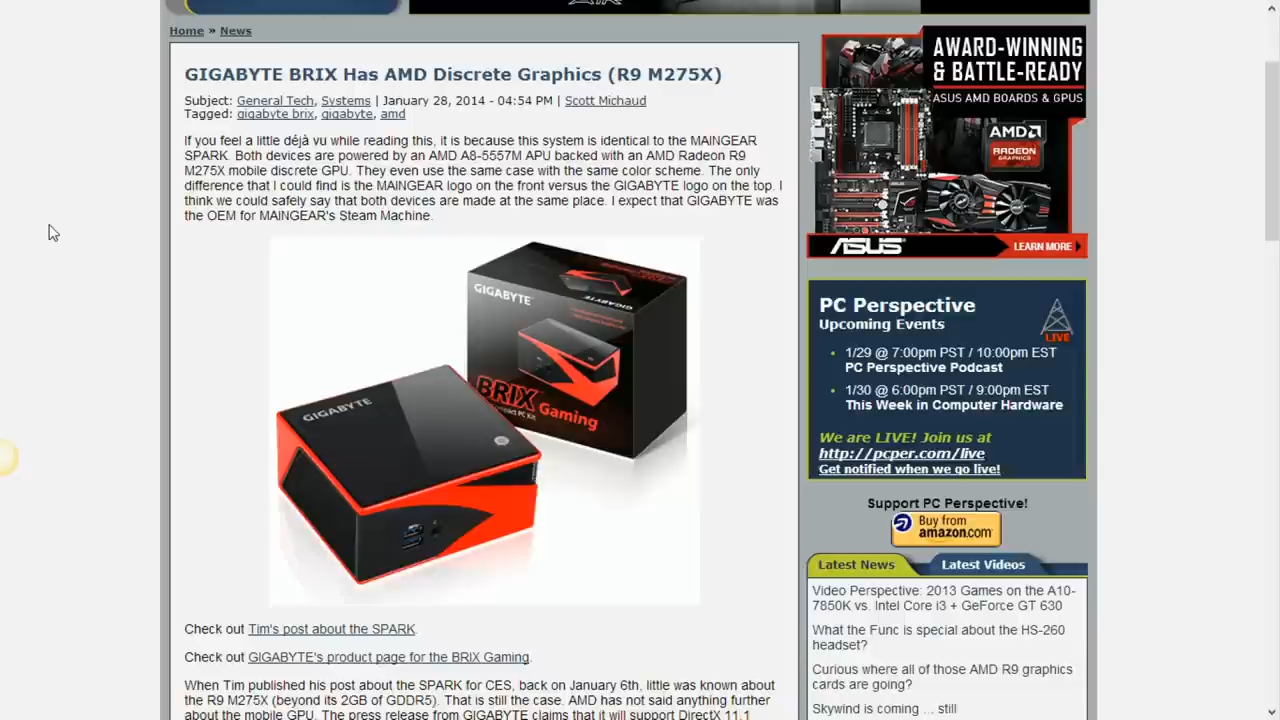 Home » News
GIGABYTE BRIX Has AMD Discrete Graphics (R9 M275X)
Subject: General Tech, Systems | January 28, 2014 - 04:54 PM | Scott Michaud
Tagged: gigabyte brix, gigabyte, amd
If you feel a little déjà vu while reading this, it is because this system is identical to the MAINGEAR
SPARK. Both devices are powered by an AMD A8-5557M APU backed with an AMD Radeon R9
M275X mobile discrete GPU. They even use the same case with the same color scheme. The only
difference that I could find is the MAINGEAR logo on the front versus the GIGABYTE logo on the top. I
think we could safely say that both devices are made at the same place. I expect that GIGABYTE was
the OEM for MAINGEAR's Steam Machine.
GIGABYTE
GIGABYTE
BRIX Gaming
GIGABYTE
Check out Tim's post about the SPARK.
Check out GIGABYTE's product page for the BRIX Gaming.
When Tim published his post about the SPARK for CES, back on January 6th, little was known about
the R9 M275X (beyond its 2GB of GDDR5). That is still the case. AMD has not said anything further
about the mobile GPU. The press release from GIGABYTE claims that it will support DirectX 11.1
AWARD-WINNING
& BATTLE-READY
ASUS AMD BOARDS & GPUS
AMD
RADEON
GRAPHICS
ASUS
LEARN MORE
PC Perspective
Upcoming Events
LIVE
• 1/29 @ 7:00pm PST / 10:00pm EST
PC Perspective Podcast
• 1/30 @ 6:00pm PST / 9:00pm EST
This Week in Computer Hardware
We are LIVE! Join us at
http://pcper.com/live
Get notified when we go live!
Support PC Perspective!
Buy from
amazon.com
Latest News
Latest Videos
Video Perspective: 2013 Games on the A10-
7850K vs. Intel Core i3 + GeForce GT 630
What the Func is special about the HS-260
headset?
Curious where all of those AMD R9 graphics
cards are going?
Skywind is coming ... still